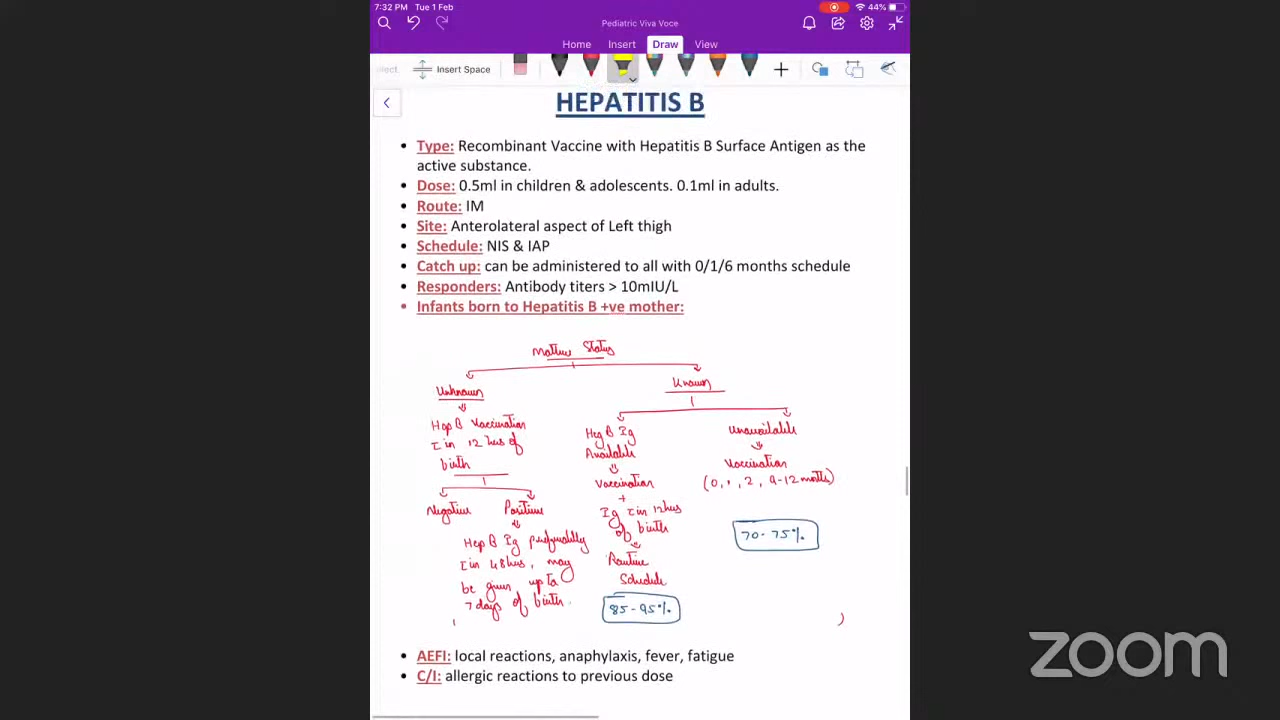 7:32 PM Tue 1 Feb
44%
Pediatric Viva Voce
Home Insert Draw View
Insert Space
HEPATITIS B
• Type: Recombinant Vaccine with Hepatitis B Surface Antigen as the
active substance.
• Dose: 0.5ml in children & adolescents. 0.1ml in adults.
• Route: IM
• Site: Anterolateral aspect of Left thigh
• Schedule: NIS & IAP
• Catch up: can be administered to all with 0/1/6 months schedule
• Responders: Antibody titers > 10mIU/L
• Infants born to Hepatitis B +ve mother:
Mother Status
Unknown
Hep B Vaccination
in 12 hrs of
birth
Negative Positive
Hep B Ig preferably
in 48 hrs, may
be given up to
7 days of birth.
Known
Hep B Ig
Available
Vaccination
+
Ig in 12 hrs
of birth
Routine
Schedule
85-95%
Unavailable
Vaccination
(0, 1, 2, 9-12 months)
70-75%
• AEFI: local reactions, anaphylaxis, fever, fatigue
• C/I: allergic reactions to previous dose
zoom